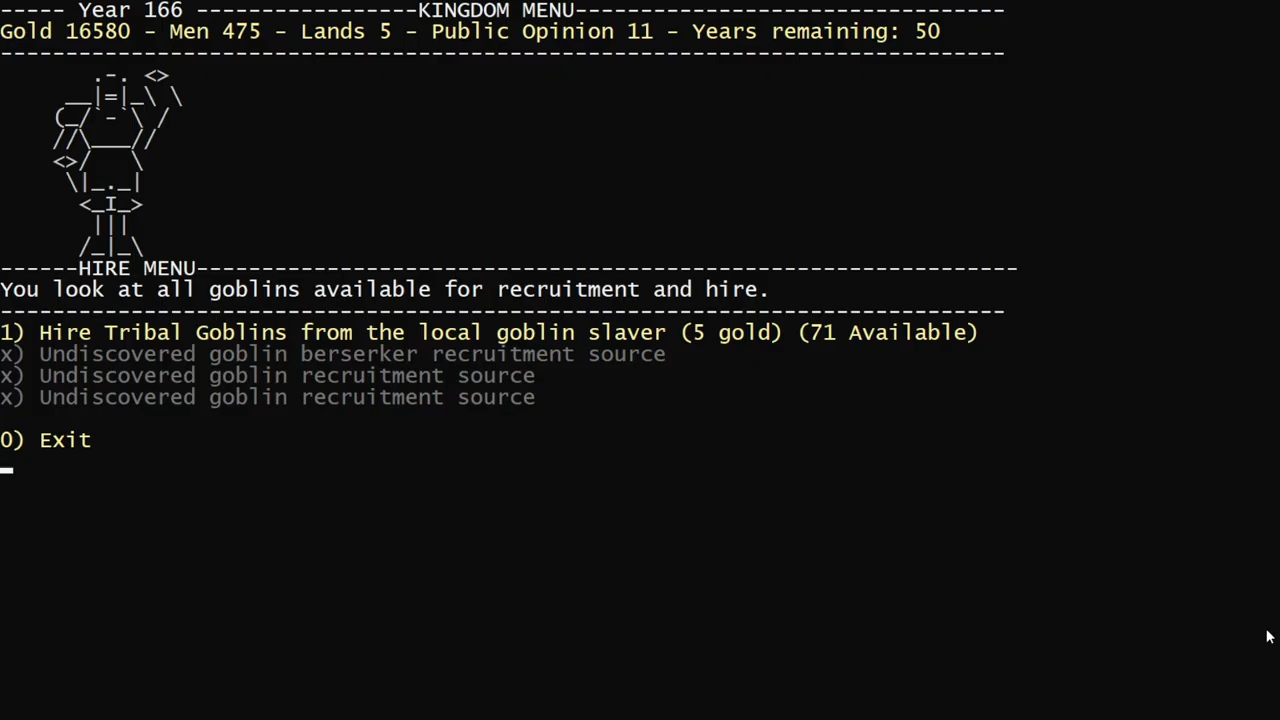 ----- Year 166 -----------------KINGDOM MENU---------------------------------
Gold 16580 - Men 475 - Lands 5 - Public Opinion 11 - Years remaining: 50
-----------------------------------------------------------------------------
------HIRE MENU---------------------------------------------------------------
You look at all goblins available for recruitment and hire.
-----------------------------------------------------------------------------
1) Hire Tribal Goblins from the local goblin slaver (5 gold) (71 Available)
x) Undiscovered goblin berserker recruitment source
x) Undiscovered goblin recruitment source
x) Undiscovered goblin recruitment source
0) Exit